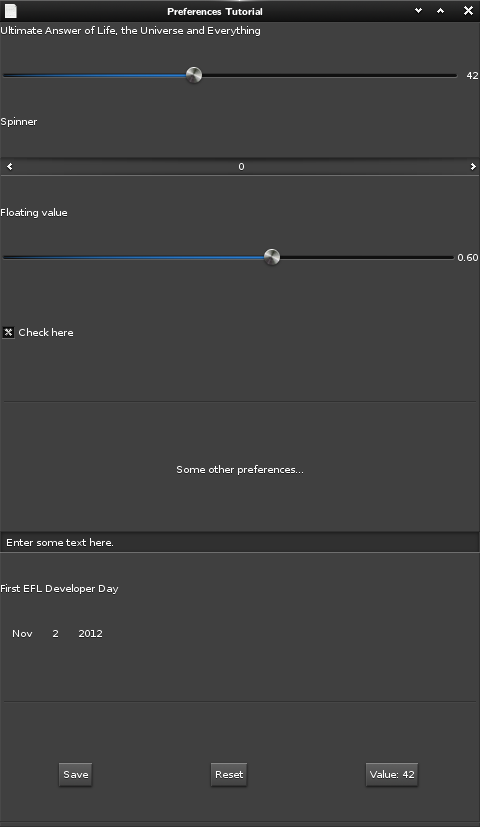 Preferences Tutorial
Ultimate Answer of Life, the Universe and Everything
42
Spinner
0
Floating value
0.60
Check here
Some other preferences...
Enter some text here.
First EFL Developer Day
Nov 2 2012
Save Reset Value: 42